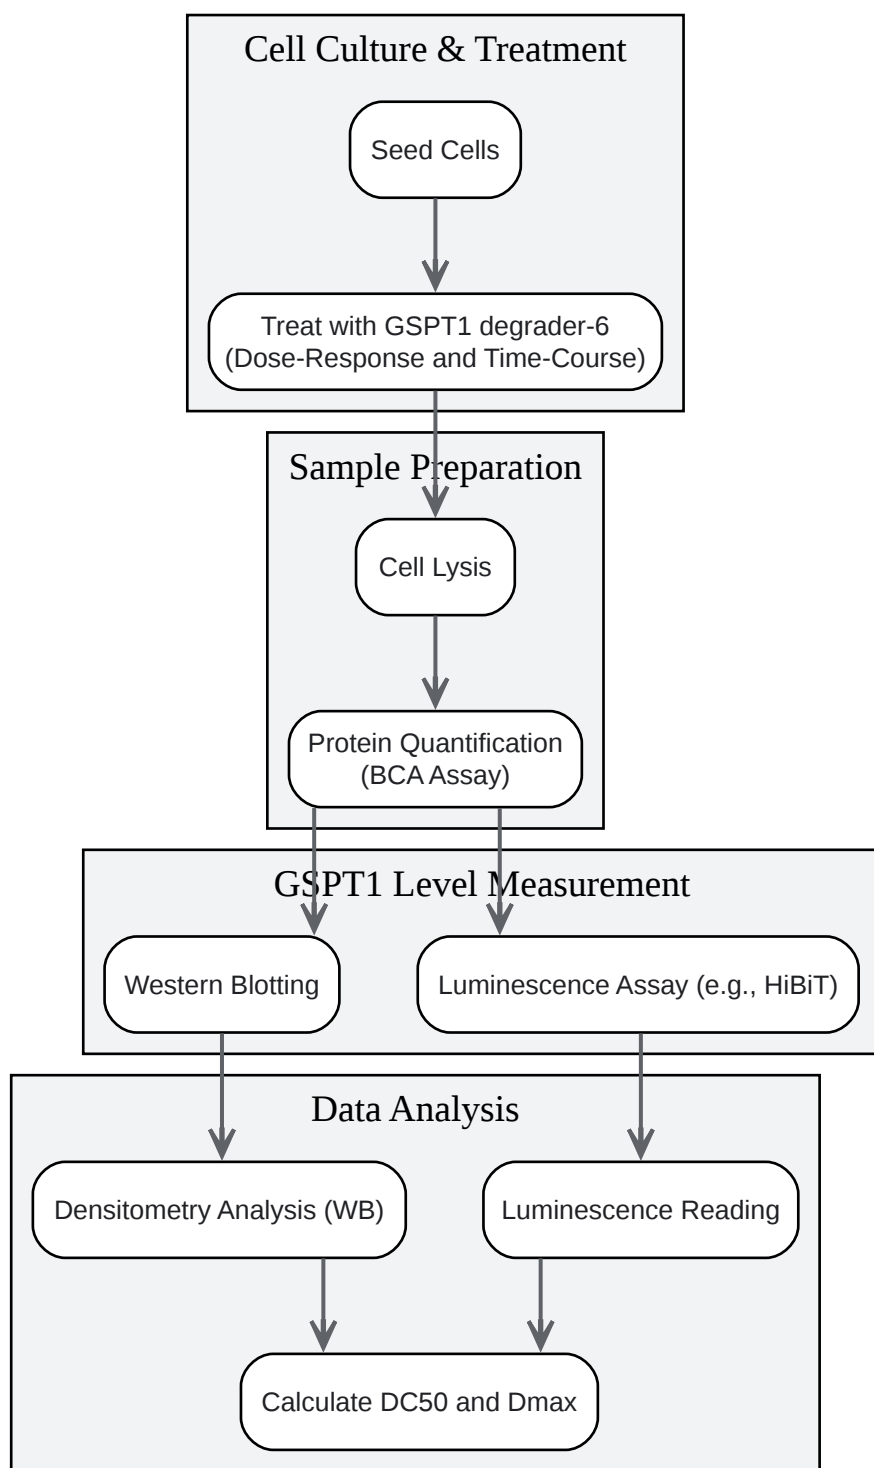 Cell Culture & Treatment
Seed Cells
Treat with GSPT1 degrader-6
(Dose-Response and Time-Course)
Sample Preparation
Cell Lysis
Protein Quantification
(BCA Assay)
GSPT1 Level Measurement
Western Blotting
Luminescence Assay (e.g., HiBiT)
Data Analysis
Densitometry Analysis (WB)
Luminescence Reading
Calculate DC50 and Dmax